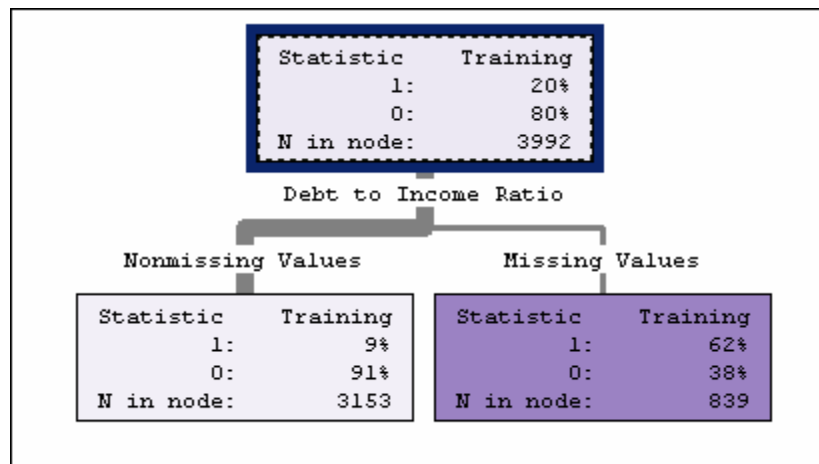 Statistic Training
1: 20%
0: 80%
N in node: 3992
Debt to Income Ratio
Nonmissing Values
Missing Values
Statistic Training
1: 9%
0: 91%
N in node: 3153
Statistic Training
1: 62%
0: 38%
N in node: 839